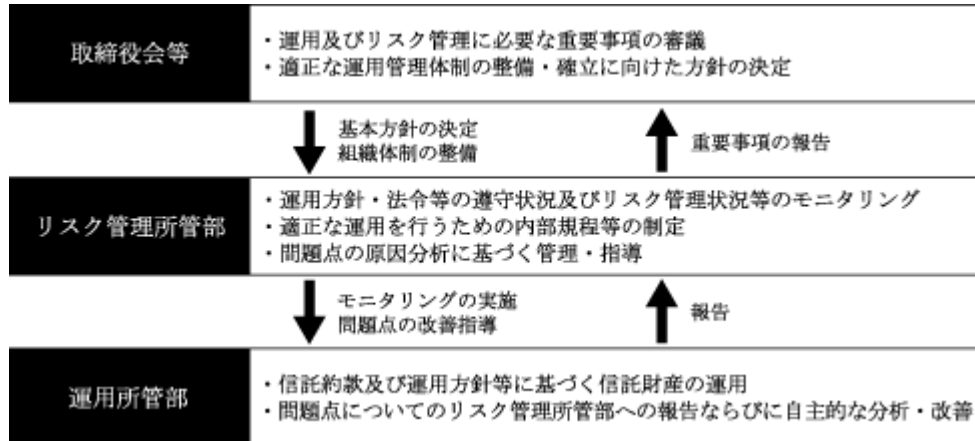 取締役会等
・運用及びリスク管理に必要な重要事項の審議
・適正な運用管理体制の整備・確立に向けた方針の決定
基本方針の決定
組織体制の整備
重要事項の報告
リスク管理所管部
・運用方針・法令等の遵守状況及びリスク管理状況等のモニタリング
・適正な運用を行うための内部規程等の制定
・問題点の原因分析に基づく管理・指導
モニタリングの実施
問題点の改善指導
報告
運用所管部
・信託約款及び運用方針等に基づく信託財産の運用
・問題点についてのリスク管理所管部への報告ならびに自主的な分析・改善